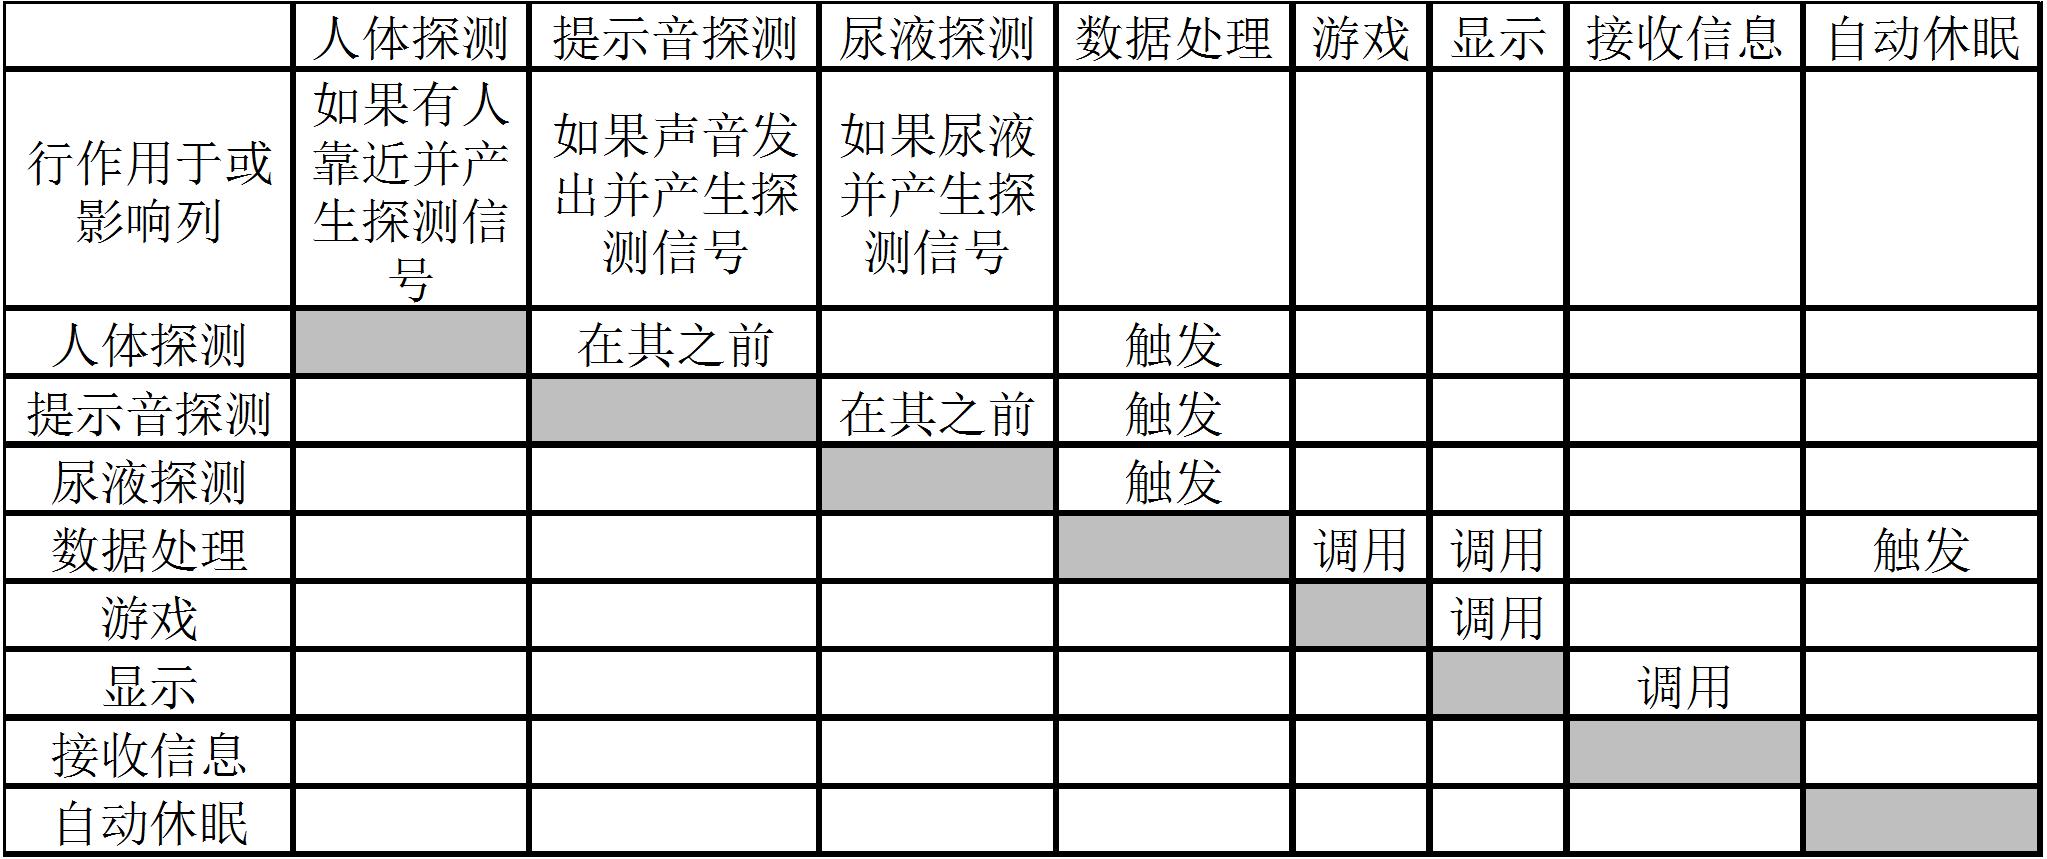 人体探测 提示音探测 尿液探测 数据处理 游戏 显示 接收信息 自动休眠
行作用于或
影响列
如果有人
靠近并产
生探测信
号
如果声音发
出并产生探
测信号
如果尿液
并产生探
测信号
人体探测 在其之前 触发
提示音探测 在其之前 触发
尿液探测 触发
数据处理 调用 调用 触发
游戏 调用
显示 调用
接收信息
自动休眠